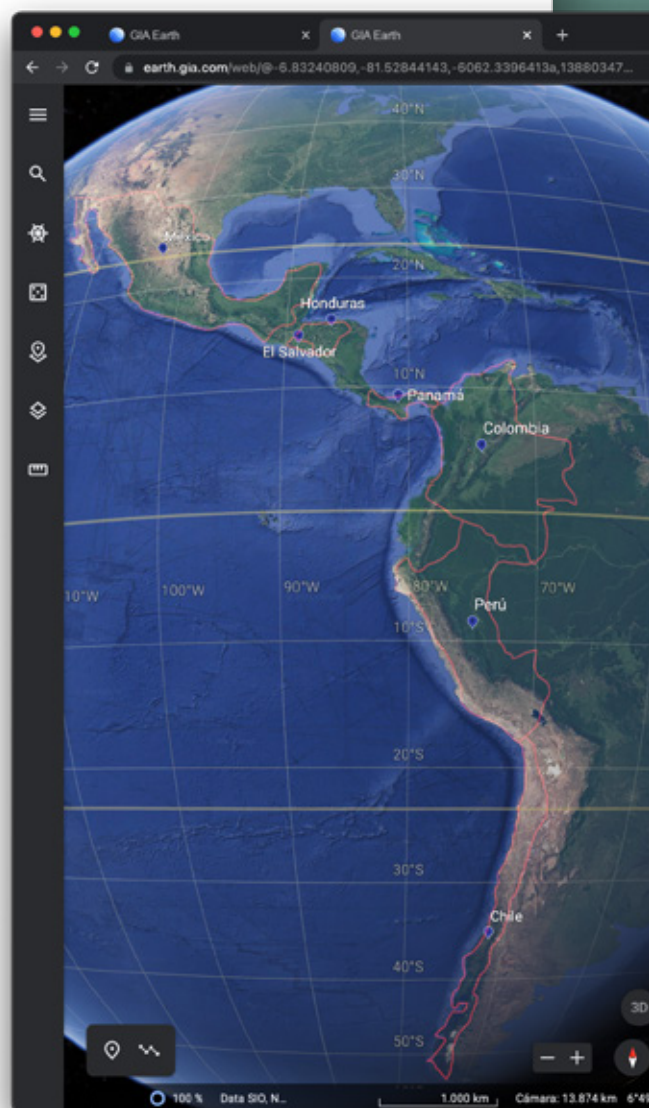 GIA Earth
GIA Earth
earth.gia.com/web/@-6.83240809,-81.52844143,-6062.3396413a,13880347...
40°N
30°N
México
20°N
Honduras
El Salvador
10°N
Panamá
Colombia
10°W
100°W
90°W
80°W
70°W
Perú
10°S
20°S
30°S
Chile
40°S
3D
50°S
100 %
Data SIO, N...
1.000 km
Cámara: 13.874 km
6°49